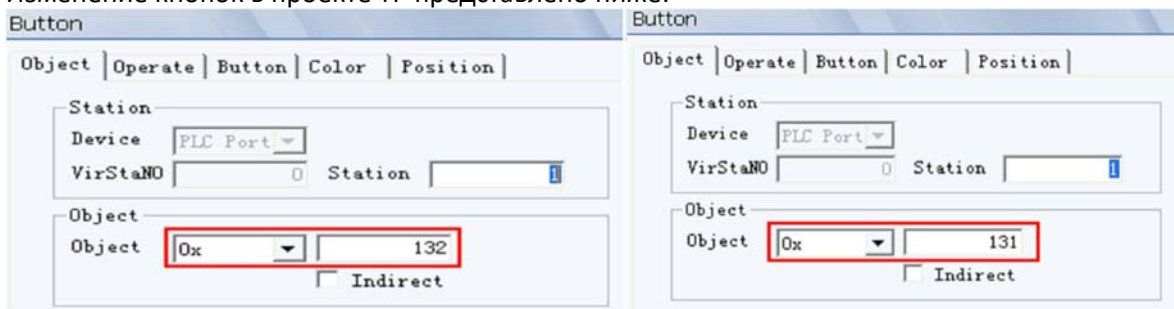 Изменение кнопок в проекте
представлено ниже.
Button
Object Operate Button Color Position
Station
Device PLC Port
VirStaNO 0 Station 1
Object
Object 0x 132
Indirect
Button
Object Operate Button Color Position
Station
Device PLC Port
VirStaNO 0 Station 1
Object
Object 0x 131
Indirect